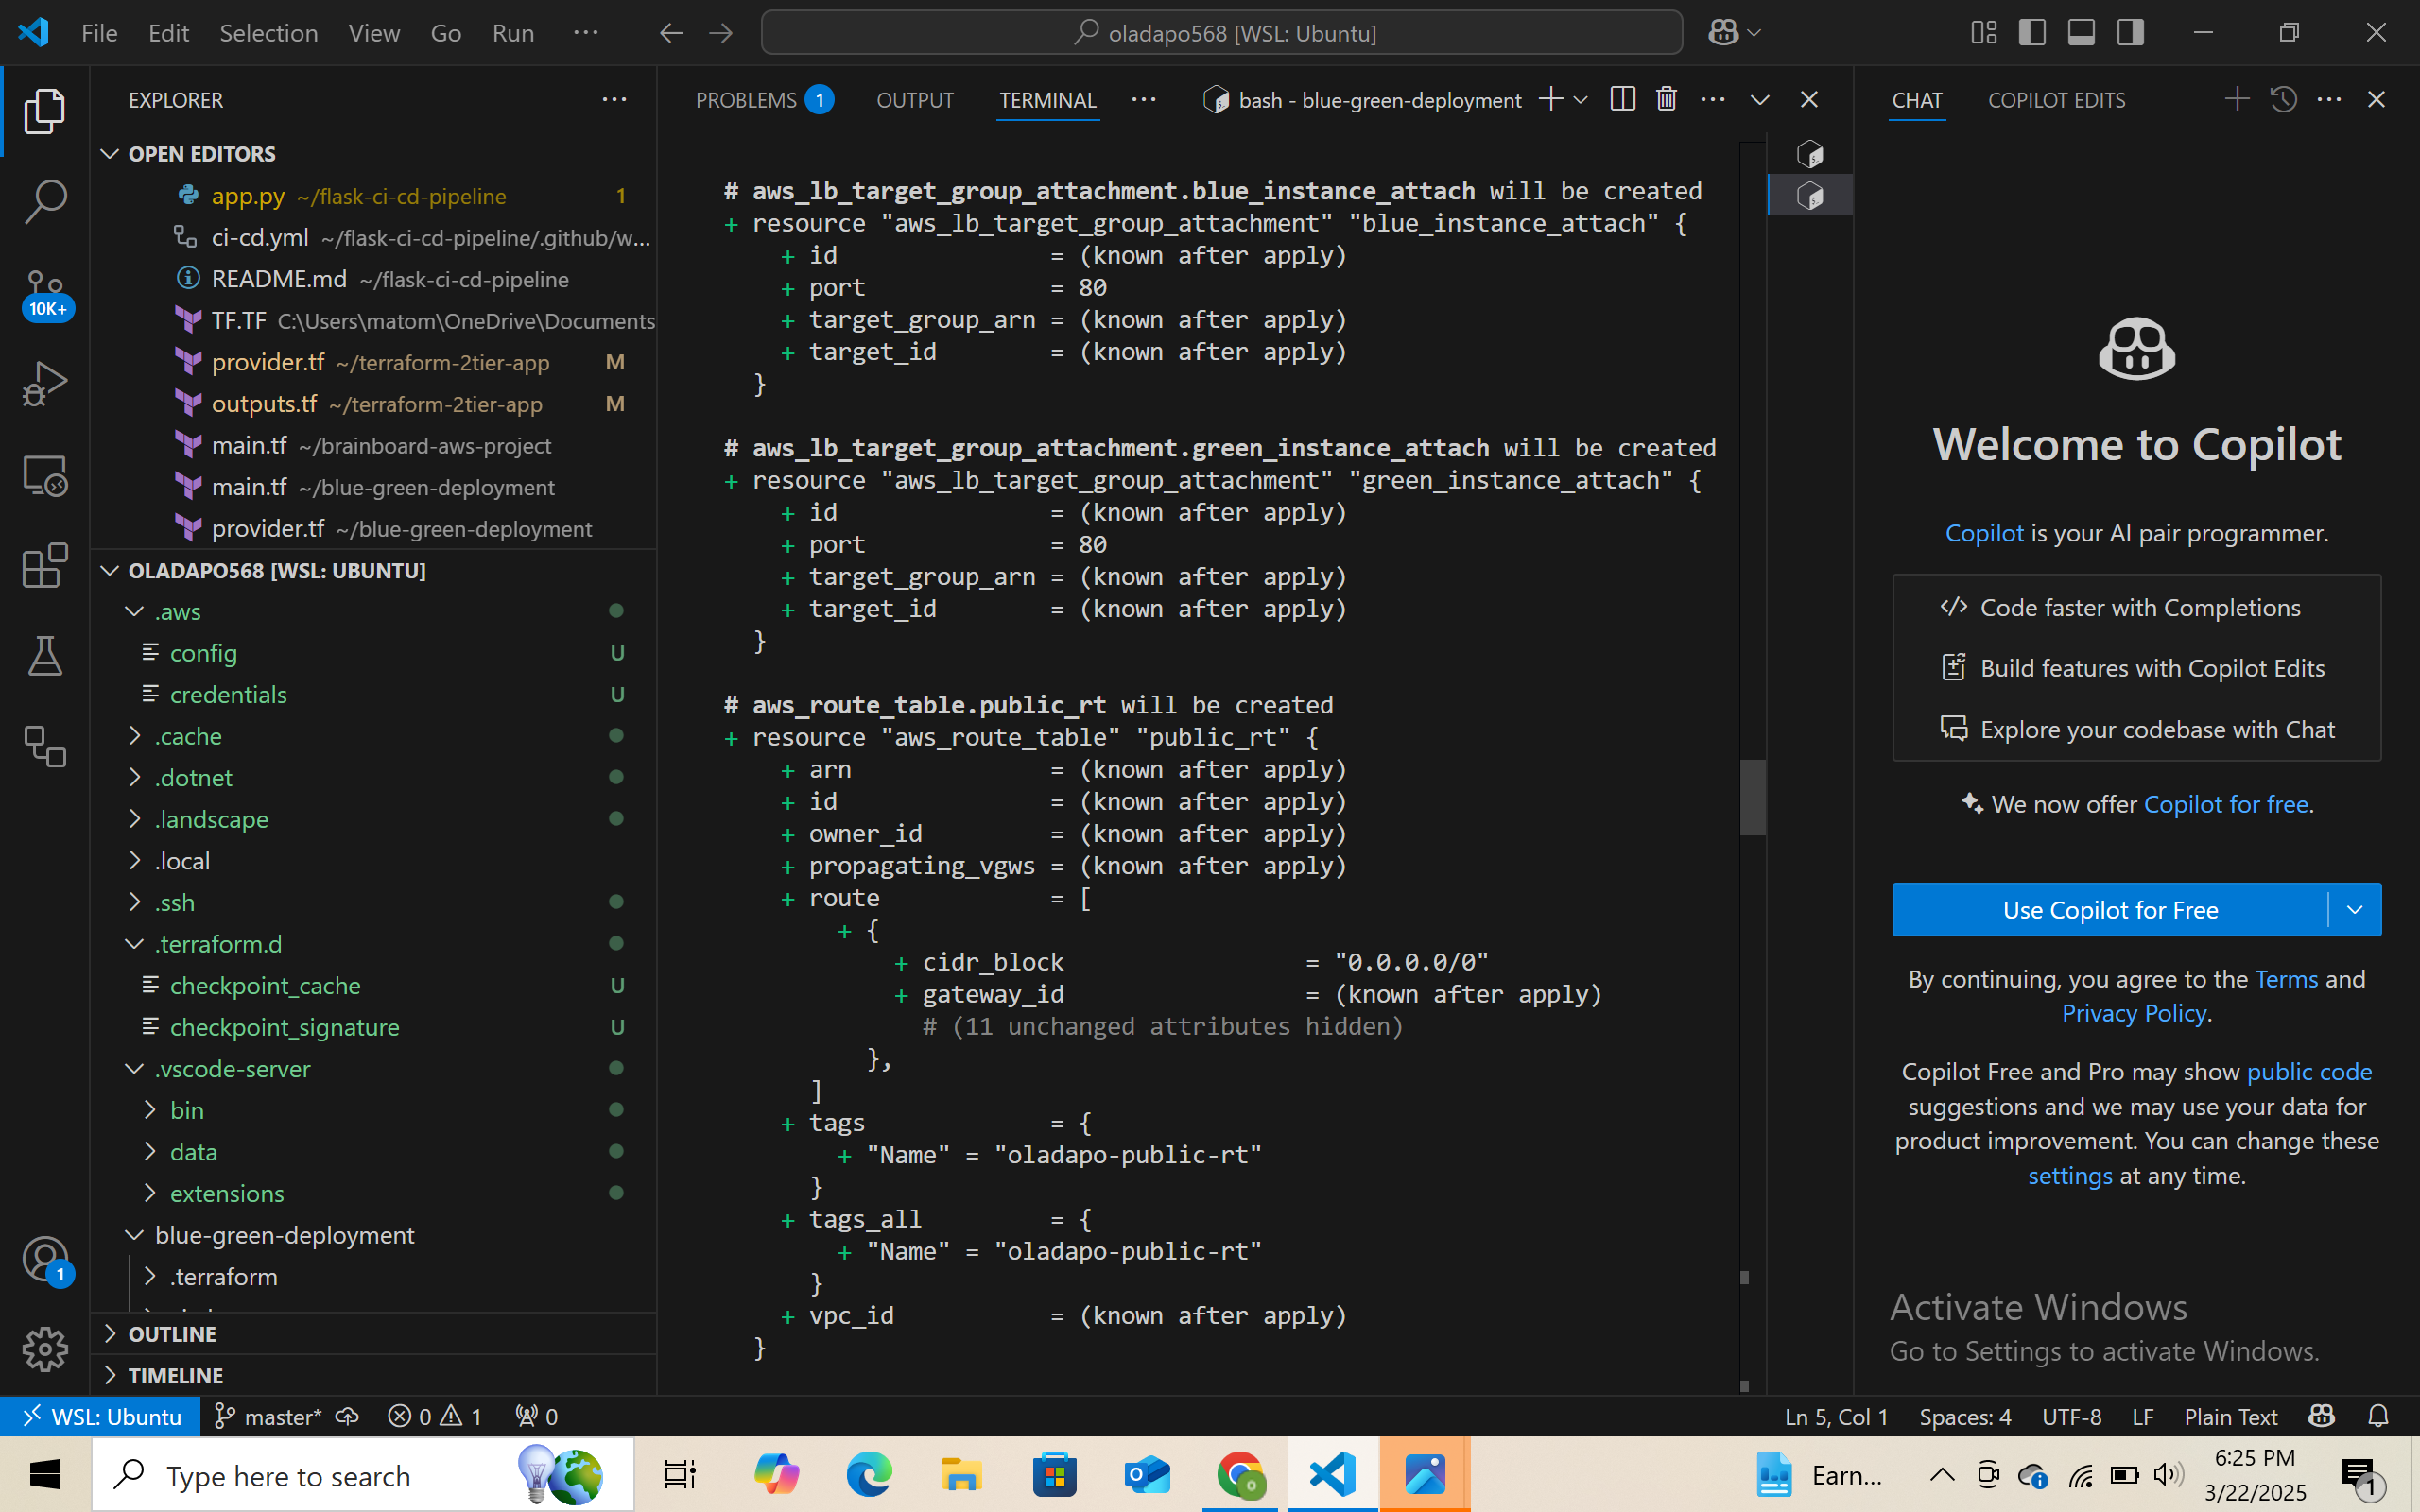 File Edit Selection View Go Run ···
oladapo568 [WSL: Ubuntu]
EXPLORER
OPEN EDITORS
app.py ~/flask-ci-cd-pipeline 1
ci-cd.yml ~/flask-ci-cd-pipeline/.github/w...
README.md ~/flask-ci-cd-pipeline
TF.TF C:\Users\matom\OneDrive\Documents
provider.tf ~/terraform-2tier-app M
outputs.tf ~/terraform-2tier-app M
main.tf ~/brainboard-aws-project
main.tf ~/blue-green-deployment
provider.tf ~/blue-green-deployment
10K+
OLADAPO568 [WSL: UBUNTU]
.aws
config U
credentials U
.cache
.dotnet
.landscape
.local
.ssh
.terraform.d
checkpoint_cache U
checkpoint_signature U
.vscode-server
bin
data
extensions
blue-green-deployment
.terraform
1
OUTLINE
TIMELINE
PROBLEMS 1 OUTPUT TERMINAL ··· bash - blue-green-deployment
# aws_lb_target_group_attachment.blue_instance_attach will be created
+ resource "aws_lb_target_group_attachment" "blue_instance_attach" {
+ id = (known after apply)
+ port = 80
+ target_group_arn = (known after apply)
+ target_id = (known after apply)
}
# aws_lb_target_group_attachment.green_instance_attach will be created
+ resource "aws_lb_target_group_attachment" "green_instance_attach" {
+ id = (known after apply)
+ port = 80
+ target_group_arn = (known after apply)
+ target_id = (known after apply)
}
# aws_route_table.public_rt will be created
+ resource "aws_route_table" "public_rt" {
+ arn = (known after apply)
+ id = (known after apply)
+ owner_id = (known after apply)
+ propagating_vgws = (known after apply)
+ route = [
+ {
+ cidr_block = "0.0.0.0/0"
+ gateway_id = (known after apply)
# (11 unchanged attributes hidden)
},
]
+ tags = {
+ "Name" = "oladapo-public-rt"
}
+ tags_all = {
+ "Name" = "oladapo-public-rt"
}
+ vpc_id = (known after apply)
}
CHAT COPILOT EDITS
Welcome to Copilot
Copilot is your AI pair programmer.
Code faster with Completions
Build features with Copilot Edits
Explore your codebase with Chat
We now offer Copilot for free.
Use Copilot for Free
By continuing, you agree to the Terms and
Privacy Policy.
Copilot Free and Pro may show public code
suggestions and we may use your data for
product improvement. You can change these
settings at any time.
Activate Windows
Go to Settings to activate Windows.
WSL: Ubuntu master* 0 1 0 Ln 5, Col 1 Spaces: 4 UTF-8 LF Plain Text
Type here to search
Earn...
6:25 PM
3/22/2025
1